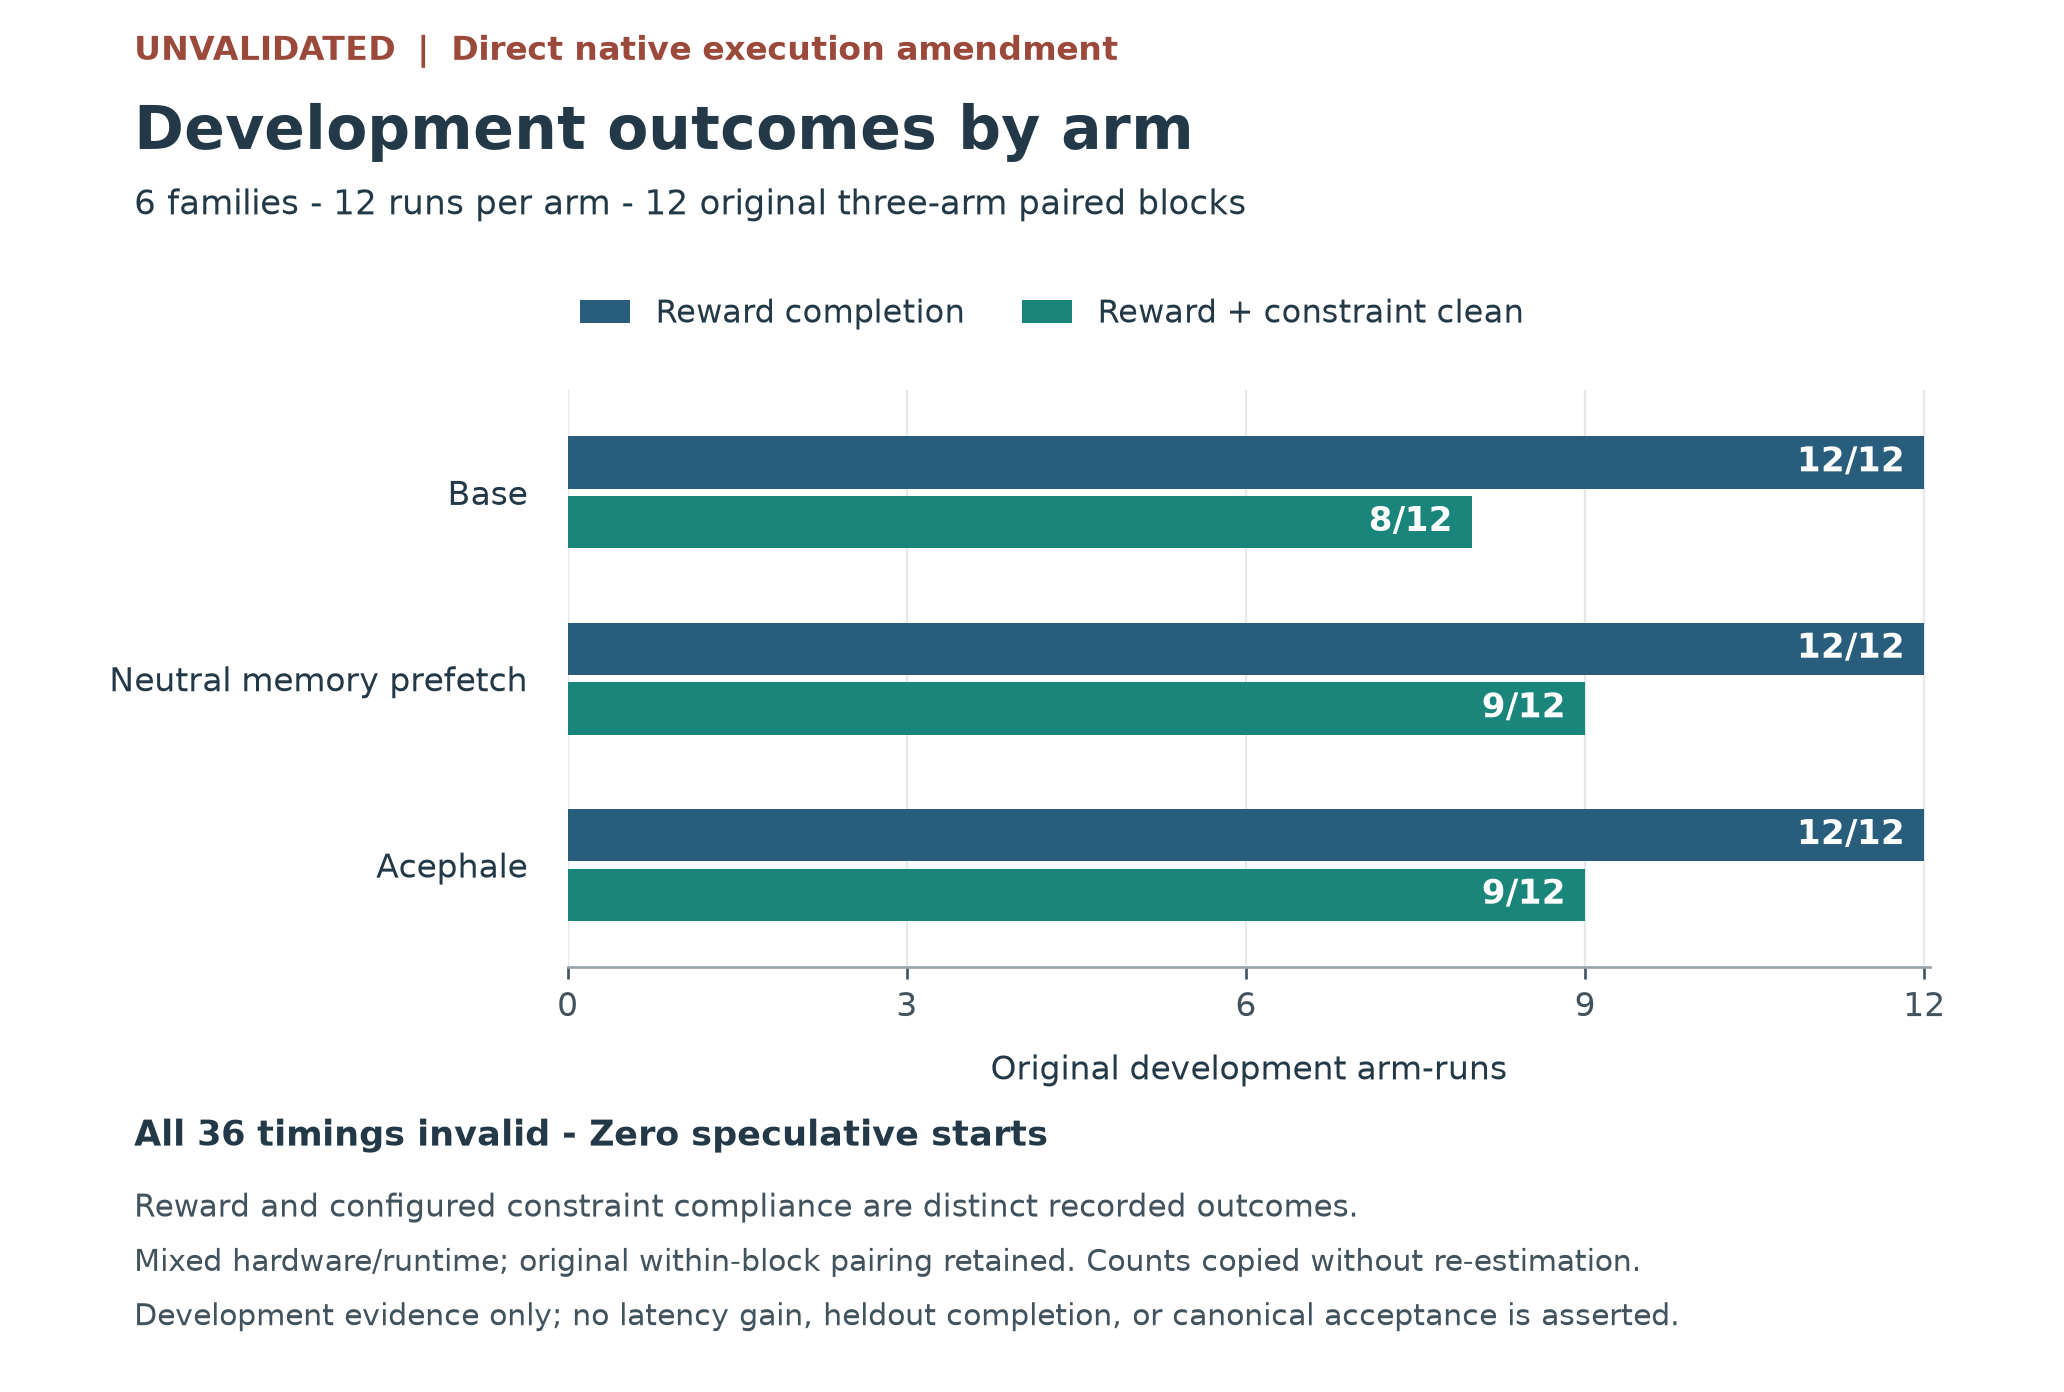 UNVALIDATED | Direct native execution amendment
Development outcomes by arm
6 families - 12 runs per arm - 12 original three-arm paired blocks
Reward completion
Reward + constraint clean
Base
12/12
8/12
Neutral memory prefetch
12/12
9/12
Acephale
12/12
9/12
0 3 6 9 12
Original development arm-runs
All 36 timings invalid - Zero speculative starts
Reward and configured constraint compliance are distinct recorded outcomes.
Mixed hardware/runtime; original within-block pairing retained. Counts copied without re-estimation.
Development evidence only; no latency gain, heldout completion, or canonical acceptance is asserted.